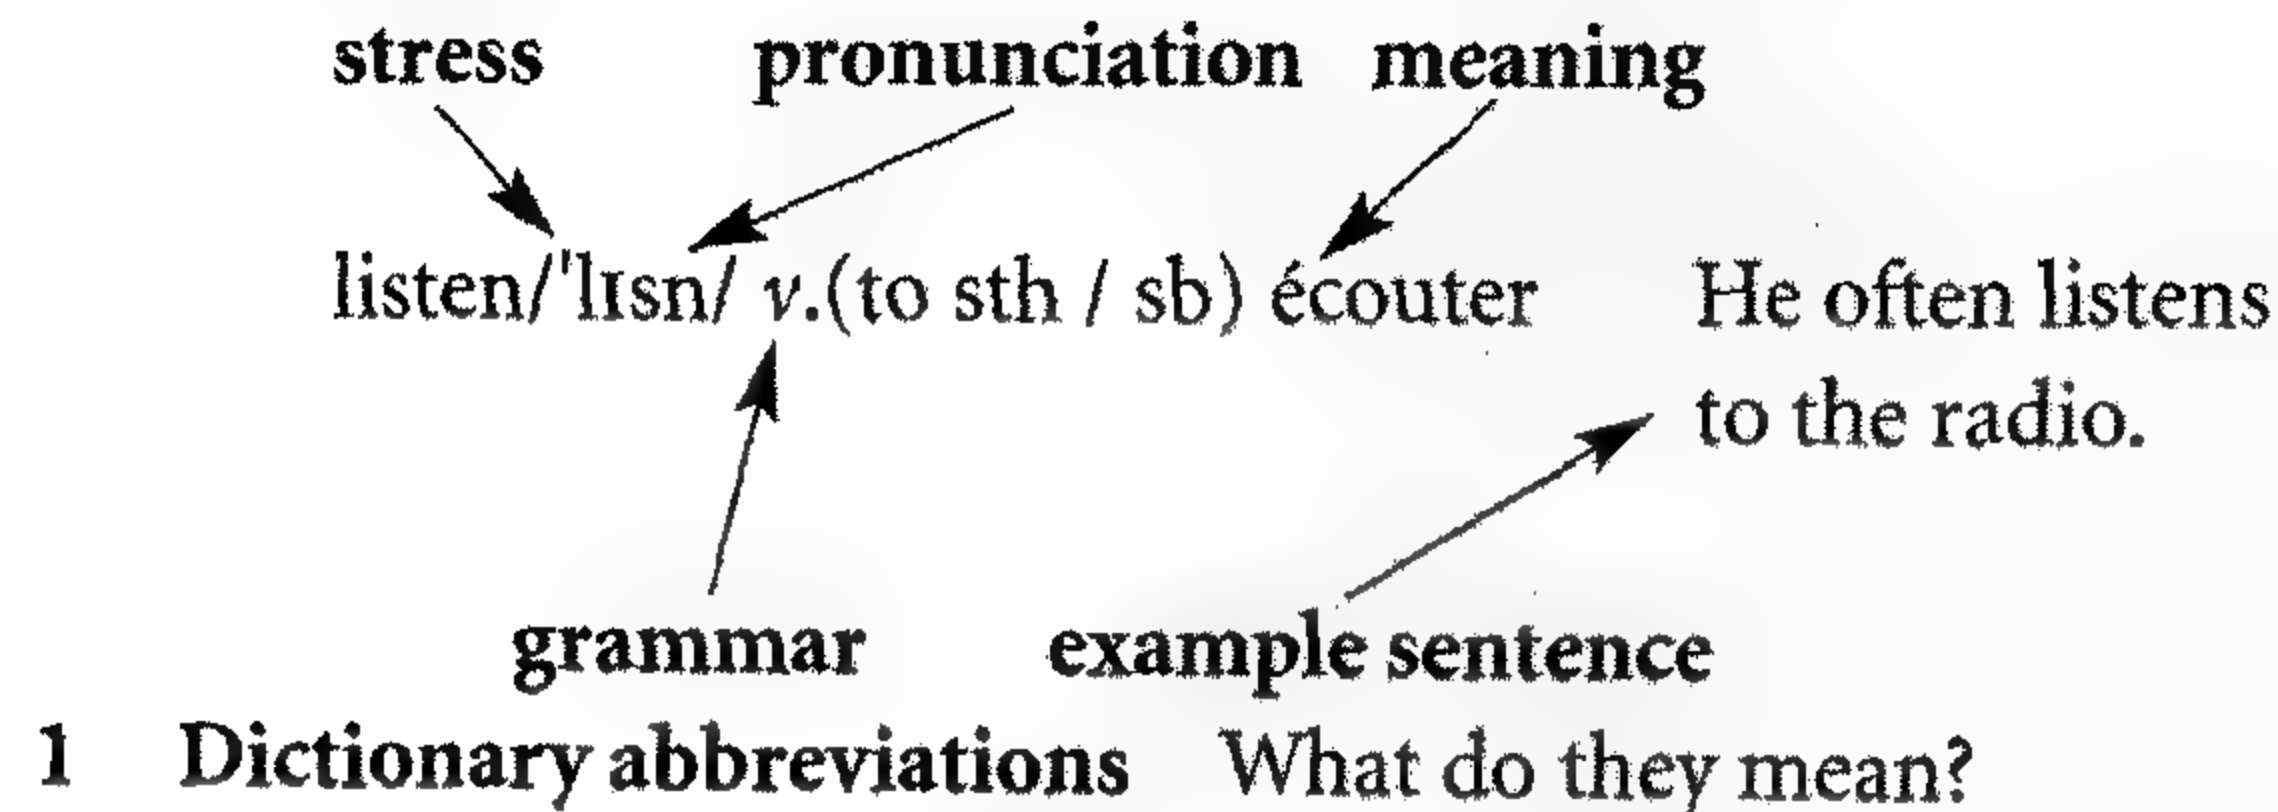 stress pronunciation meaning
listen/ˈlɪsn/ v.(to sth / sb) écouter He often listens
to the radio.
grammar example sentence
1 Dictionary abbreviations What do they mean?